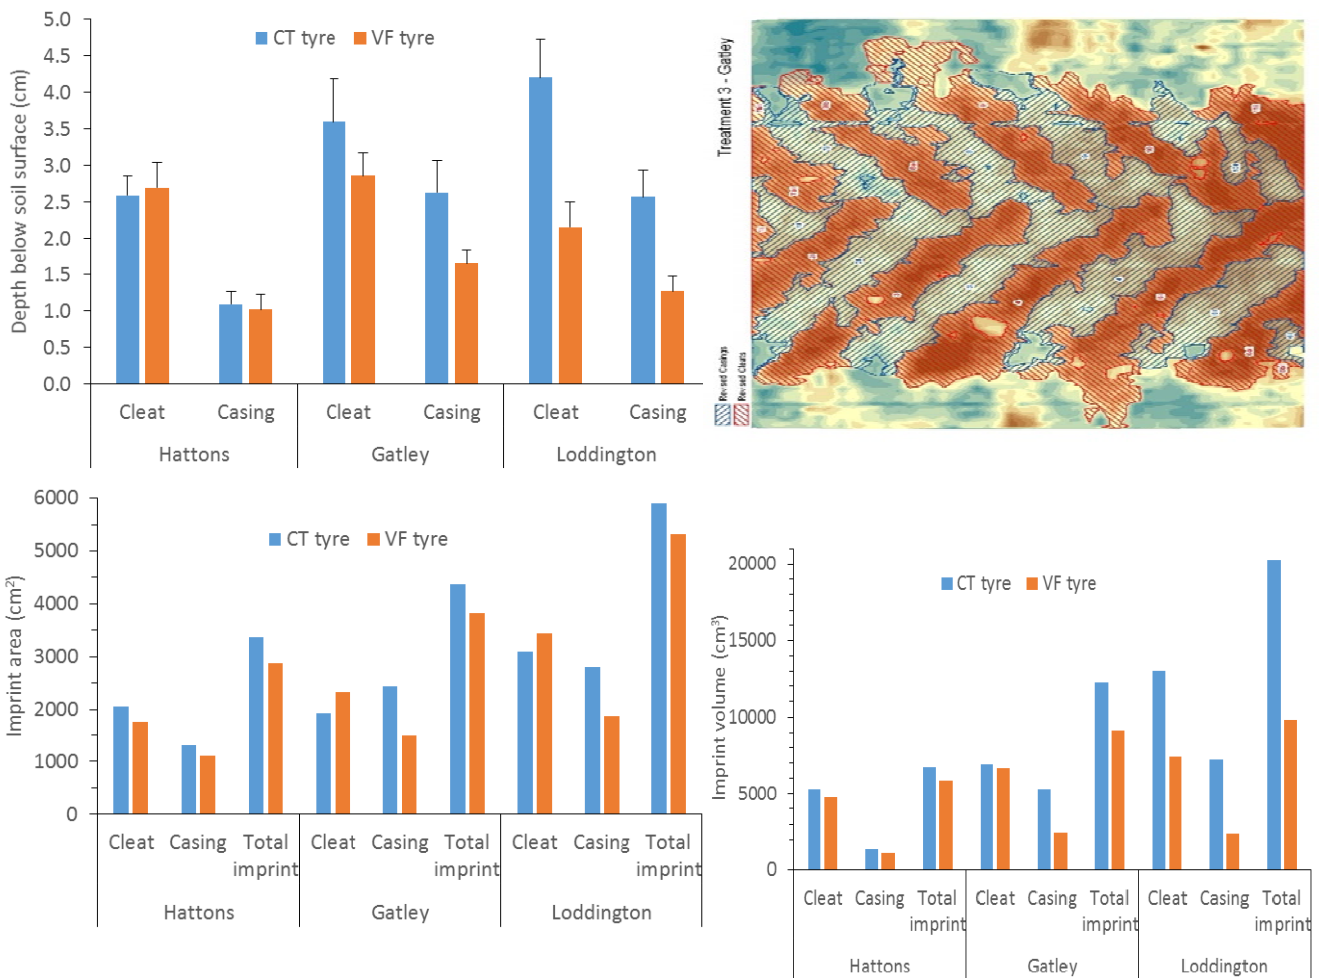 5.0
CT tyre VF tyre
4.5
4.0
3.5
3.0
2.5
2.0
1.5
1.0
0.5
0.0
Depth below soil surface (cm)
Cleat Casing Cleat Casing Cleat Casing
Hattons Gatley Loddington
Treatment 3 - Gatley
Revised Casings
Revised Cleats
6000
CT tyre VF tyre
5000
4000
3000
2000
1000
0
Imprint area (cm²)
Cleat Casing Total Cleat Casing Total Cleat Casing Total
imprint imprint imprint
Hattons Gatley Loddington
20000
CT tyre VF tyre
15000
10000
5000
0
Imprint volume (cm³)
Cleat Casing Total Cleat Casing Total Cleat Casing Total
imprint imprint imprint
Hattons Gatley Loddington